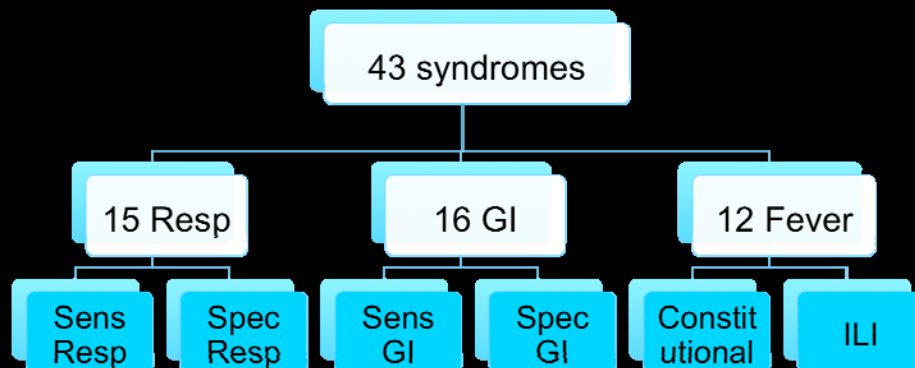 43 syndromes
15 Resp
16 GI
12 Fever
Sens
Resp
Spec
Resp
Sens
GI
Spec
GI
Constit
utional
ILI